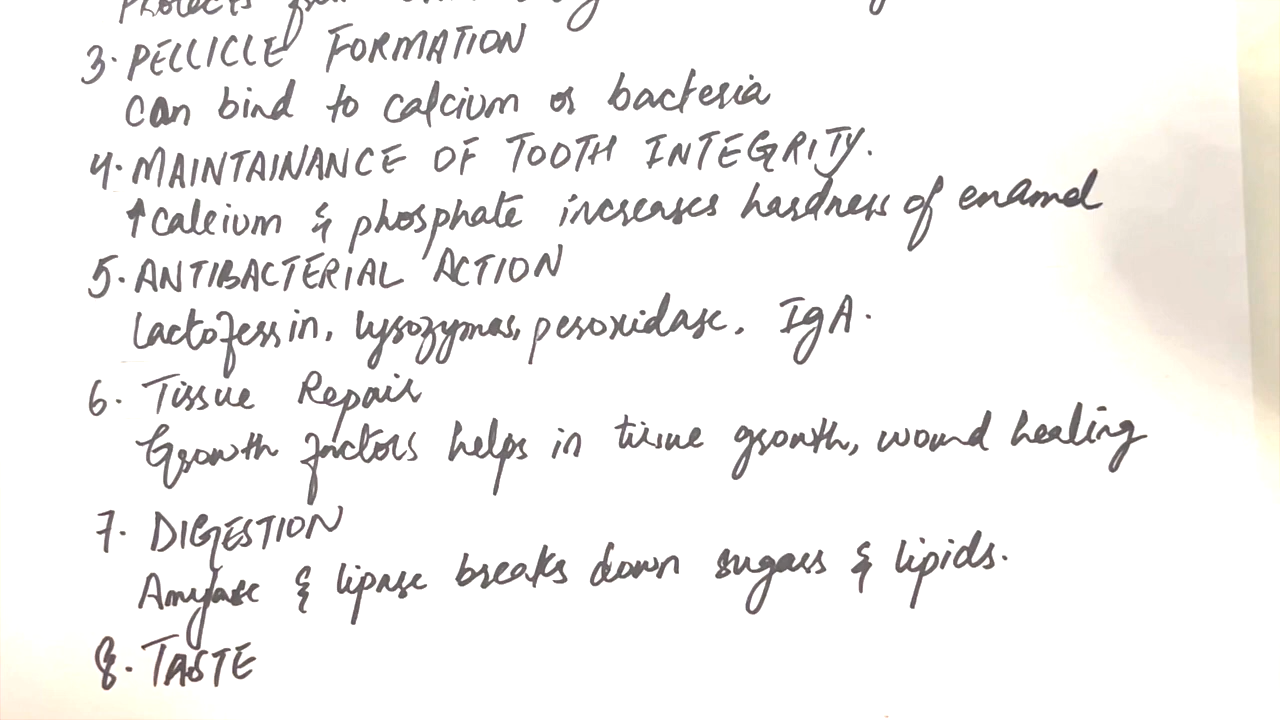 Protects from
3. PELLICLE FORMATION
can bind to calcium or bacteria
4. MAINTAINANCE OF TOOTH INTEGRITY.
↑ calcium & phosphate increases hardness of enamel
5. ANTIBACTERIAL ACTION
Lactoferrin, lysozymes, peroxidase, IgA.
6. Tissue Repair
Growth factors helps in tissue growth, wound healing
7. DIGESTION
Amylase & lipase breaks down sugars & lipids.
8. TASTE